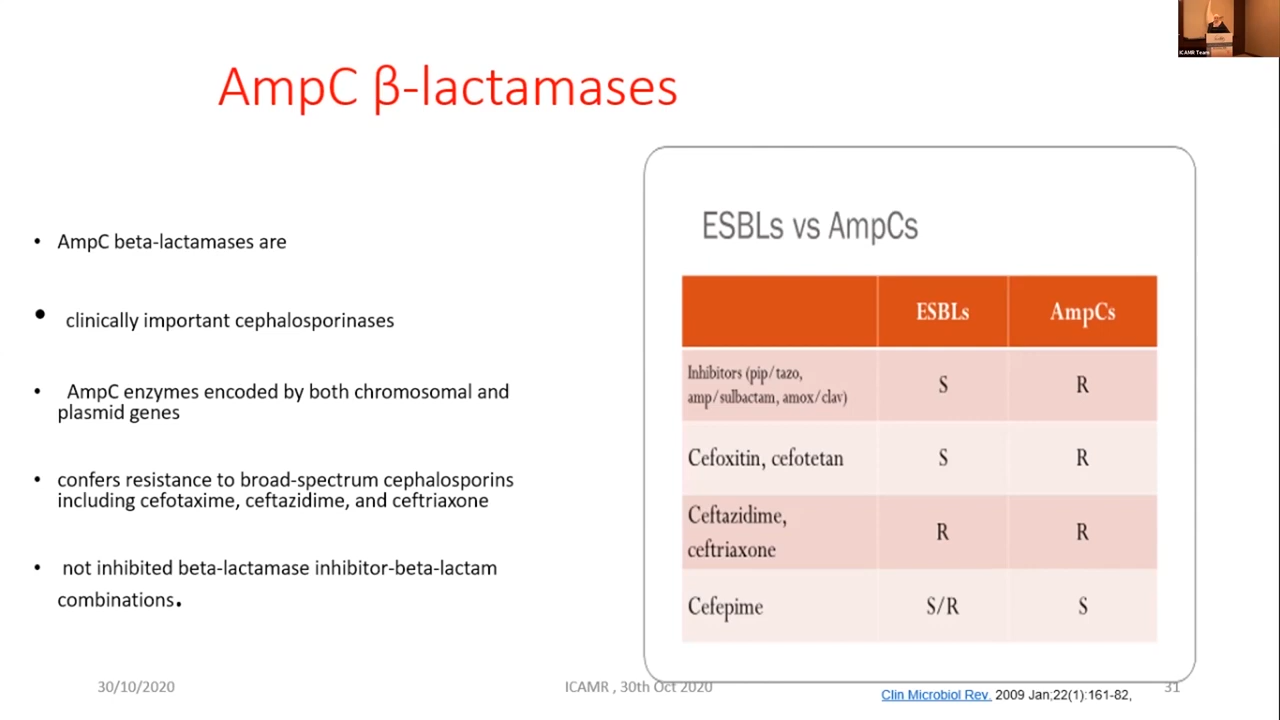 ICAMR Team
AmpC β-lactamases
• AmpC beta-lactamases are
• clinically important cephalosporinases
• AmpC enzymes encoded by both chromosomal and
plasmid genes
• confers resistance to broad-spectrum cephalosporins
including cefotaxime, ceftazidime, and ceftriaxone
• not inhibited beta-lactamase inhibitor-beta-lactam
combinations.
ESBLs vs AmpCs
ESBLs AmpCs
Inhibitors (pip/tazo,
amp/sulbactam, amox/clav) S R
Cefoxitin, cefotetan S R
Ceftazidime,
ceftriaxone R R
Cefepime S/R S
30/10/2020
ICAMR , 30th Oct 2020
31
Clin Microbiol Rev. 2009 Jan;22(1):161-82,